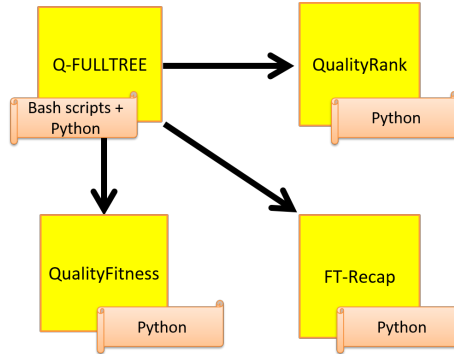 Q-FULLTREE
QualityRank
Bash scripts +
Python
Python
QualityFitness
FT-Recap
Python
Python